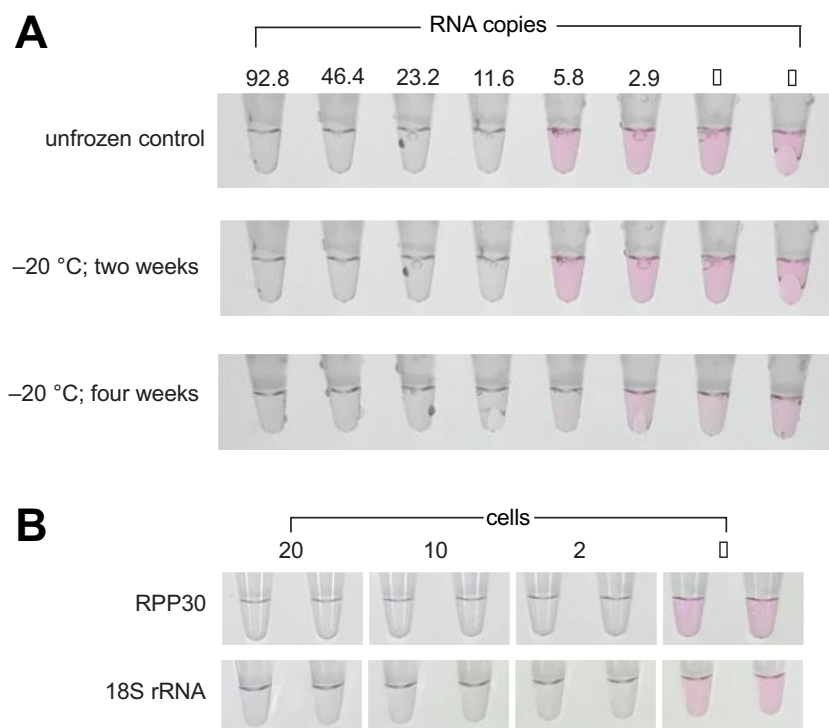 A
RNA copies
92.8 46.4 23.2 11.6 5.8 2.9 ▯ ▯
unfrozen control
–20 °C; two weeks
–20 °C; four weeks
B
cells
20 10 2 ▯
RPP30
18S rRNA